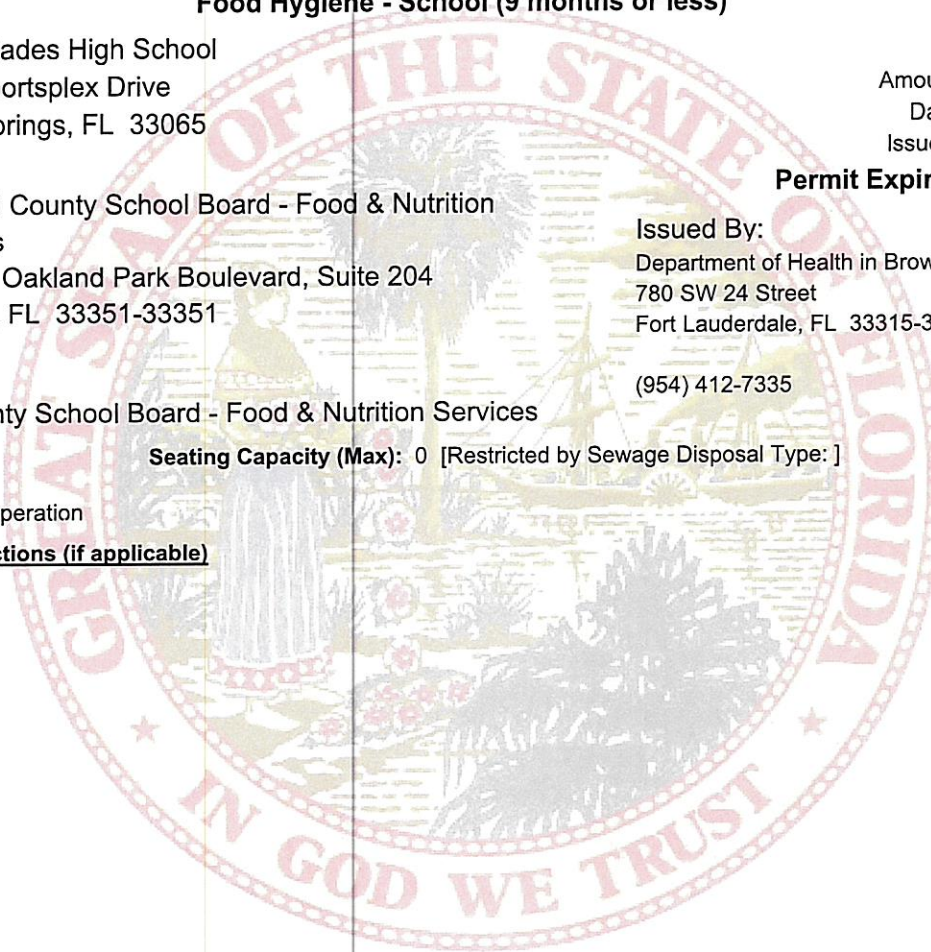 Food Hygiene - School (9 months or less)
ades High School
ortsplex Drive
prings, FL 33065
Amou
Da
Issue
Permit Expir
County School Board - Food & Nutrition
s
Oakland Park Boulevard, Suite 204
FL 33351-33351
Issued By:
Department of Health in Brow
780 SW 24 Street
Fort Lauderdale, FL 33315-3
(954) 412-7335
nty School Board - Food & Nutrition Services
Seating Capacity (Max): 0 [Restricted by Sewage Disposal Type: ]
peration
ctions (if applicable)
GREAT SEAL OF THE STATE OF FLORIDA
IN GOD WE TRUST